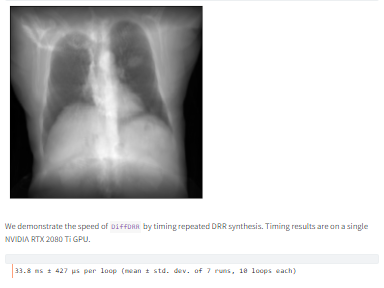 We demonstrate the speed of DiffDRR by timing repeated DRR synthesis. Timing results are on a single
NVIDIA RTX 2080 Ti GPU.
33.8 ms ± 427 µs per loop (mean ± std. dev. of 7 runs, 10 loops each)